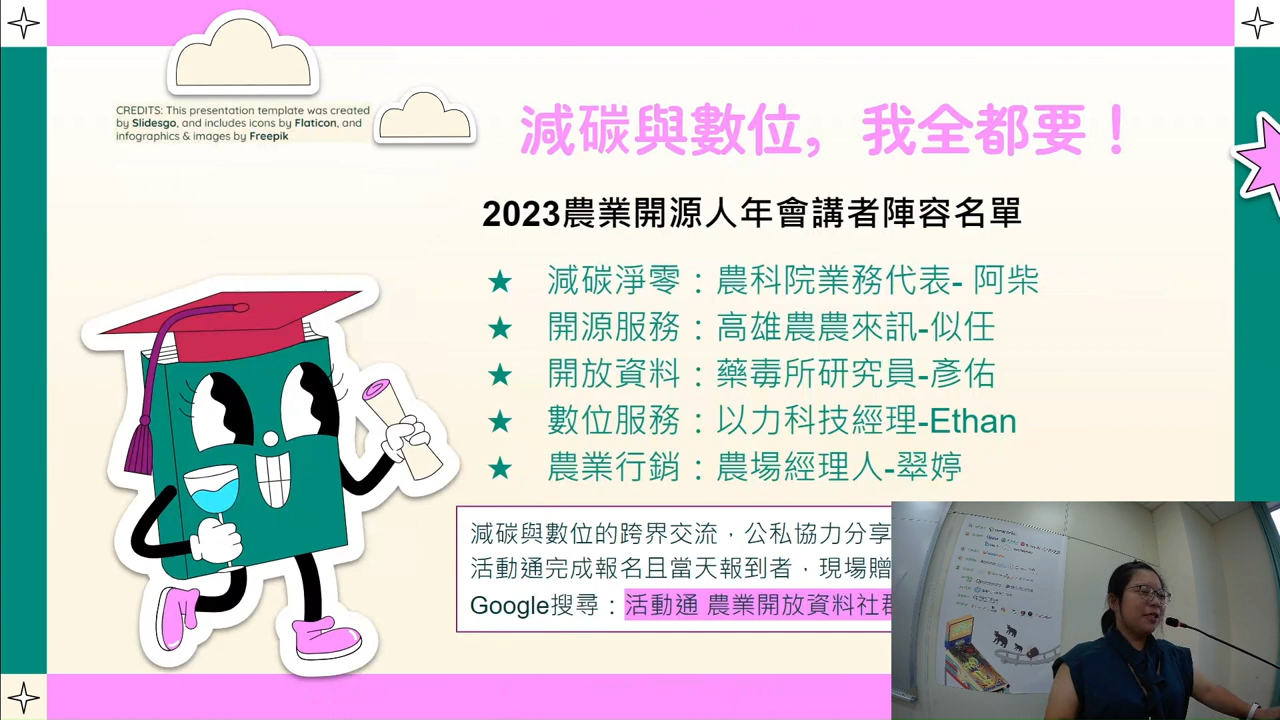 CREDITS: This presentation template was created
by Slidesgo, and includes icons by Flaticon, and
infographics & images by Freepik
減碳與數位，我全都要！
2023農業開源人年會講者陣容名單
★ 減碳淨零：農科院業務代表- 阿柴
★ 開源服務：高雄農農來訊-似任
★ 開放資料：藥毒所研究員-彥佑
★ 數位服務：以力科技經理-Ethan
★ 農業行銷：農場經理人-翠婷
減碳與數位的跨界交流，公私協力分享
活動通完成報名且當天報到者，現場贈
Google搜尋：活動通 農業開放資料社群